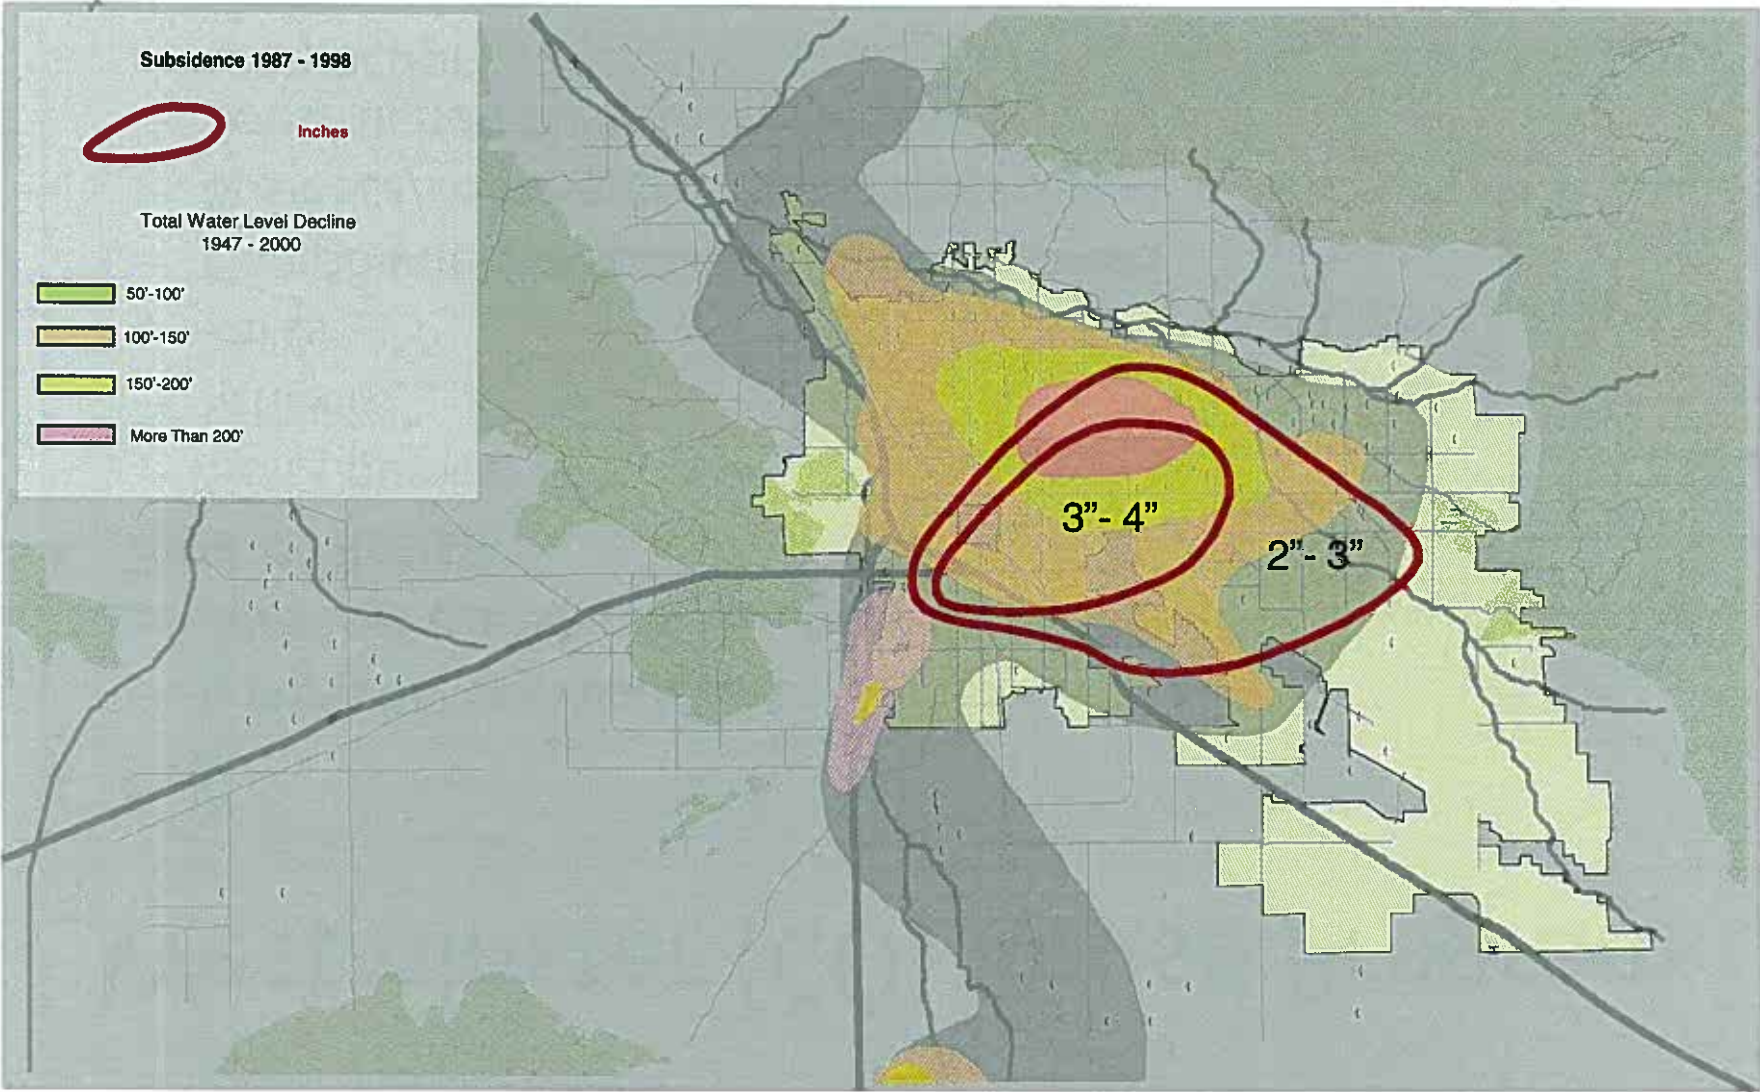 Subsidence 1987 - 1998
Inches
Total Water Level Decline
1947 - 2000
50'-100'
100'-150'
150'-200'
More Than 200'
3”- 4”
2”- 3”